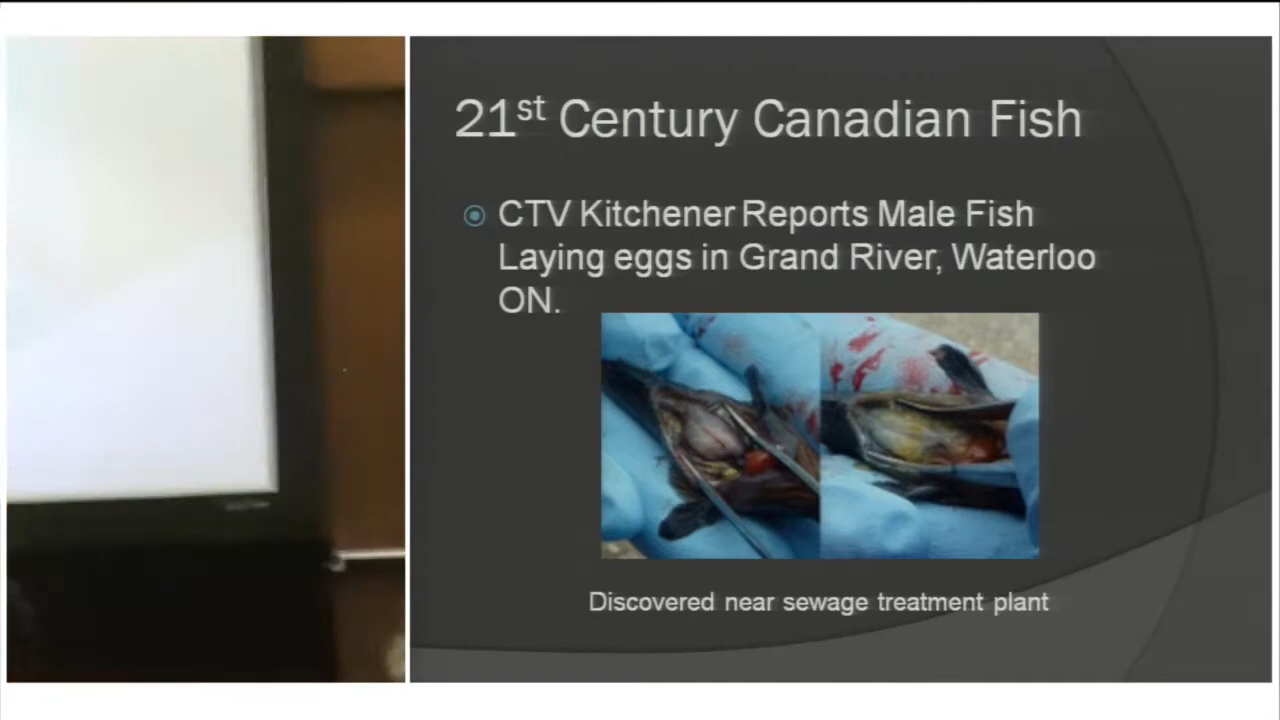 21st Century Canadian Fish
CTV Kitchener Reports Male Fish
Laying eggs in Grand River, Waterloo
ON.
Discovered near sewage treatment plant